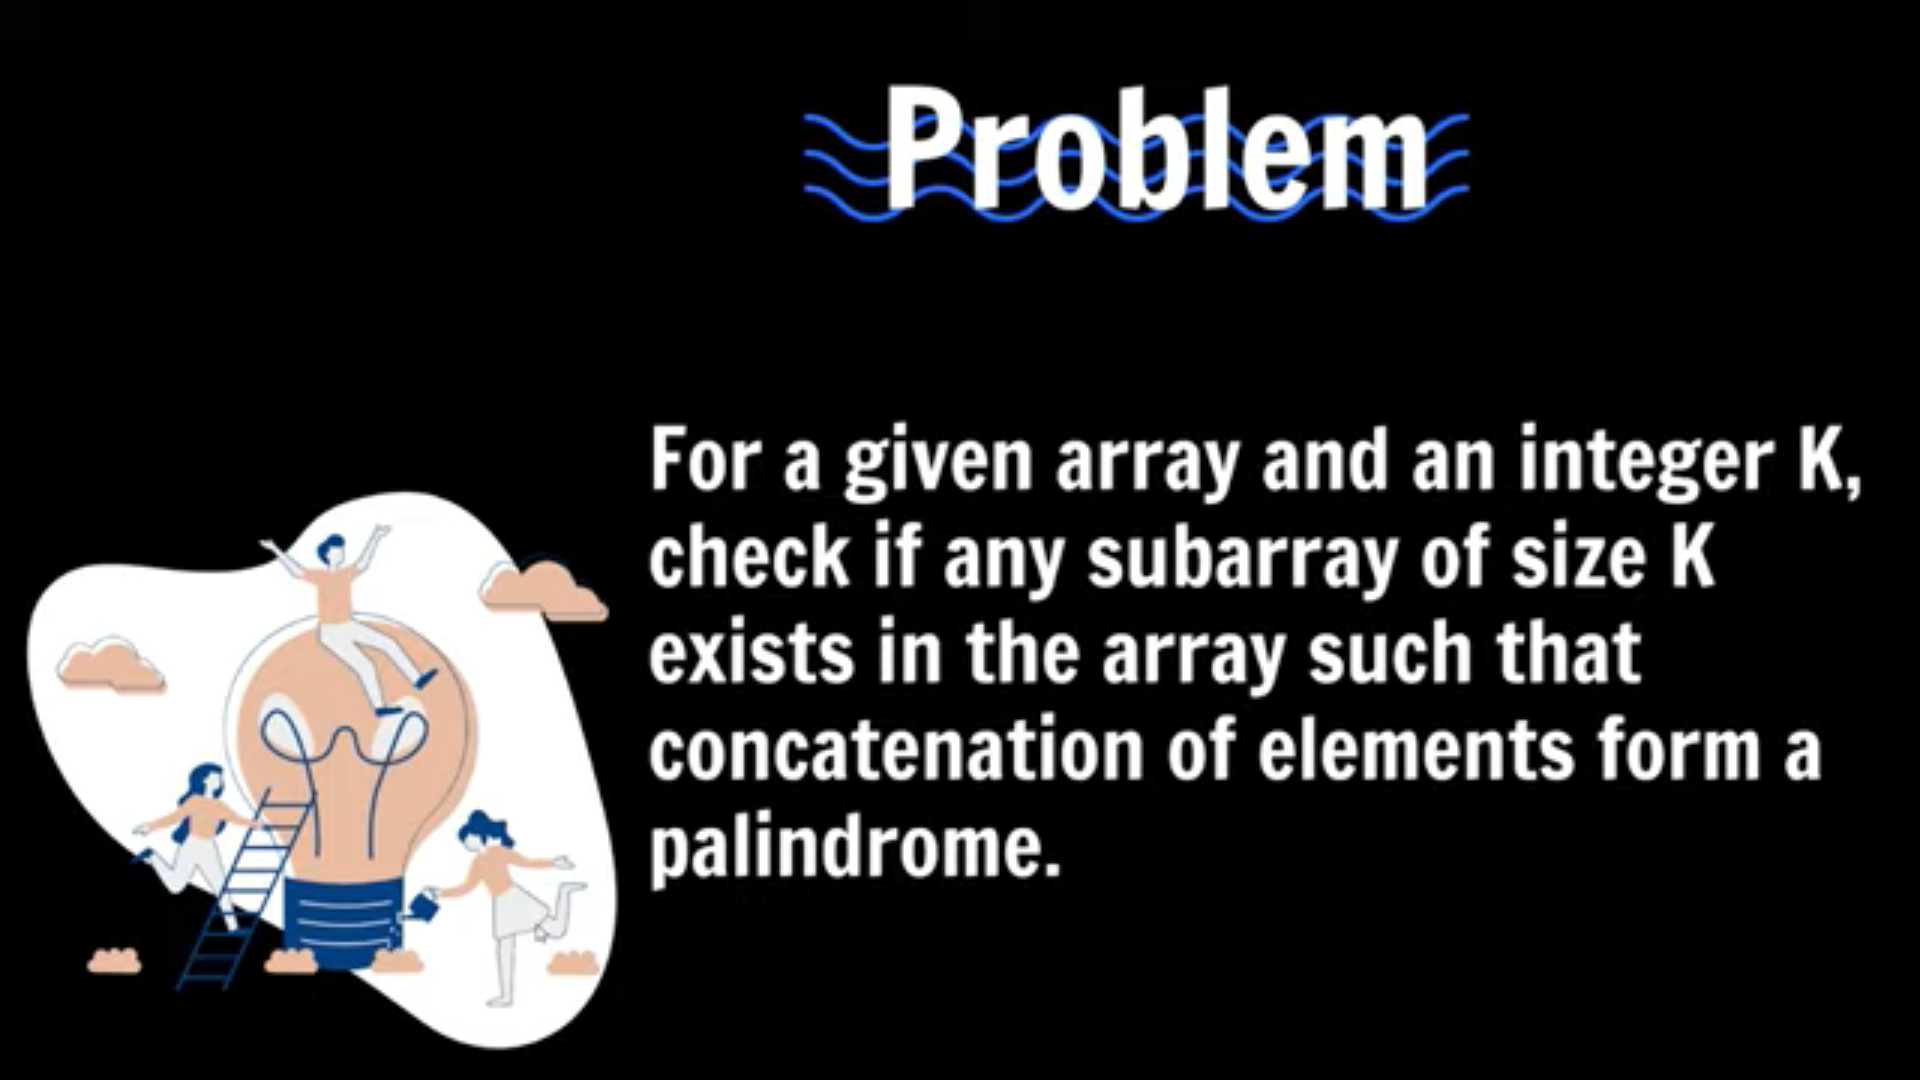 Problem
For a given array and an integer K,
check if any subarray of size K
exists in the array such that
concatenation of elements form a
palindrome.